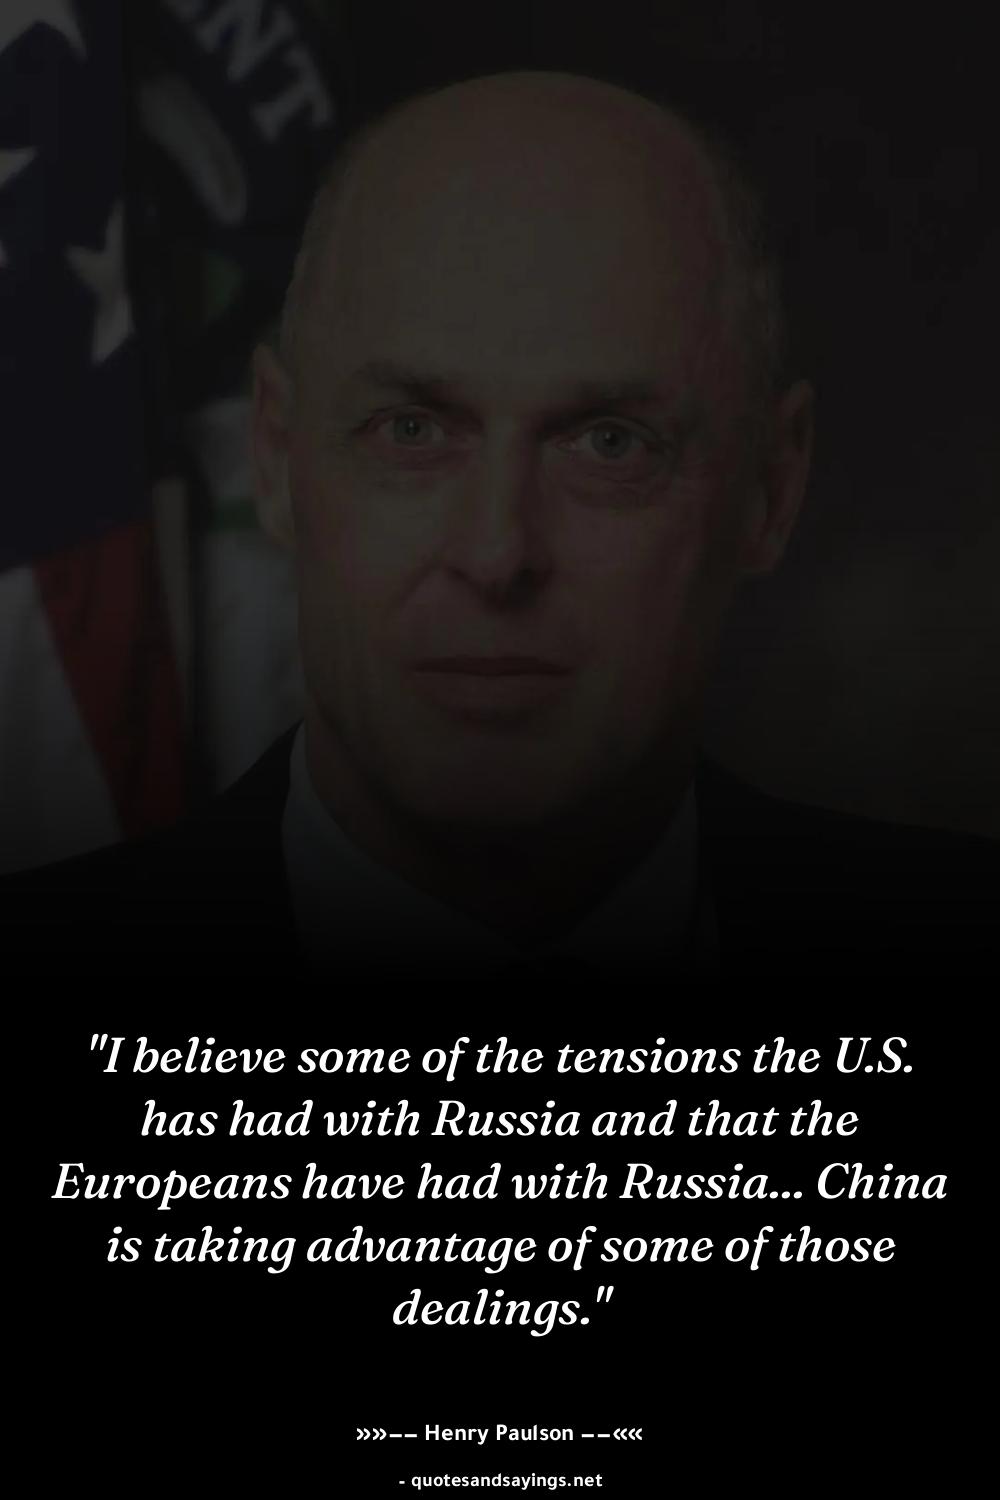 ENT
"I believe some of the tensions the U.S.
has had with Russia and that the
Europeans have had with Russia... China
is taking advantage of some of those
dealings."
»»–– Henry Paulson ––««
- quotesandsayings.net